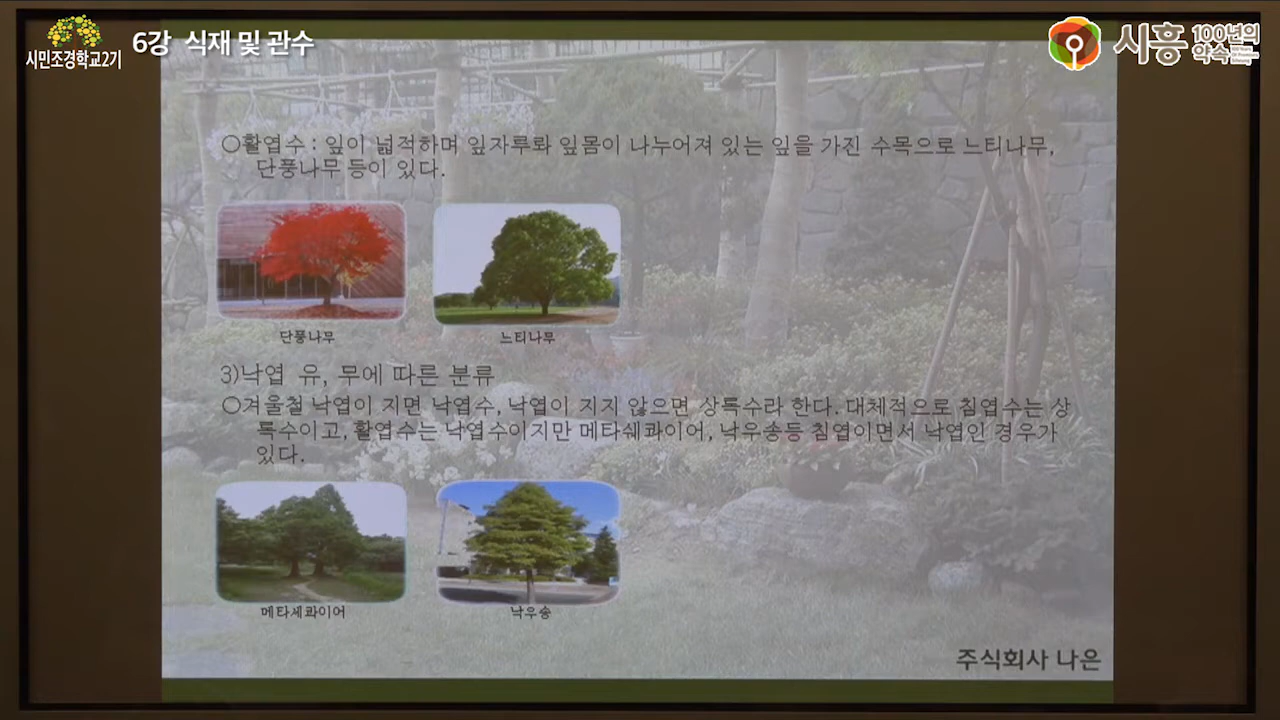 시민조경학교2기
6강 식재 및 관수
시흥 100년의 약속
○활엽수 : 잎이 넓적하며 잎자루와 잎몸이 나누어져 있는 잎을 가진 수목으로 느티나무,
단풍나무 등이 있다.
단풍나무
느티나무
3)낙엽 유, 무에 따른 분류
○겨울철 낙엽이 지면 낙엽수, 낙엽이 지지 않으면 상록수라 한다. 대체적으로 침엽수는 상
록수이고, 활엽수는 낙엽수이지만 메타쉐콰이어, 낙우송등 침엽이면서 낙엽인 경우가
있다.
메타세콰이어
낙우송
주식회사 나은